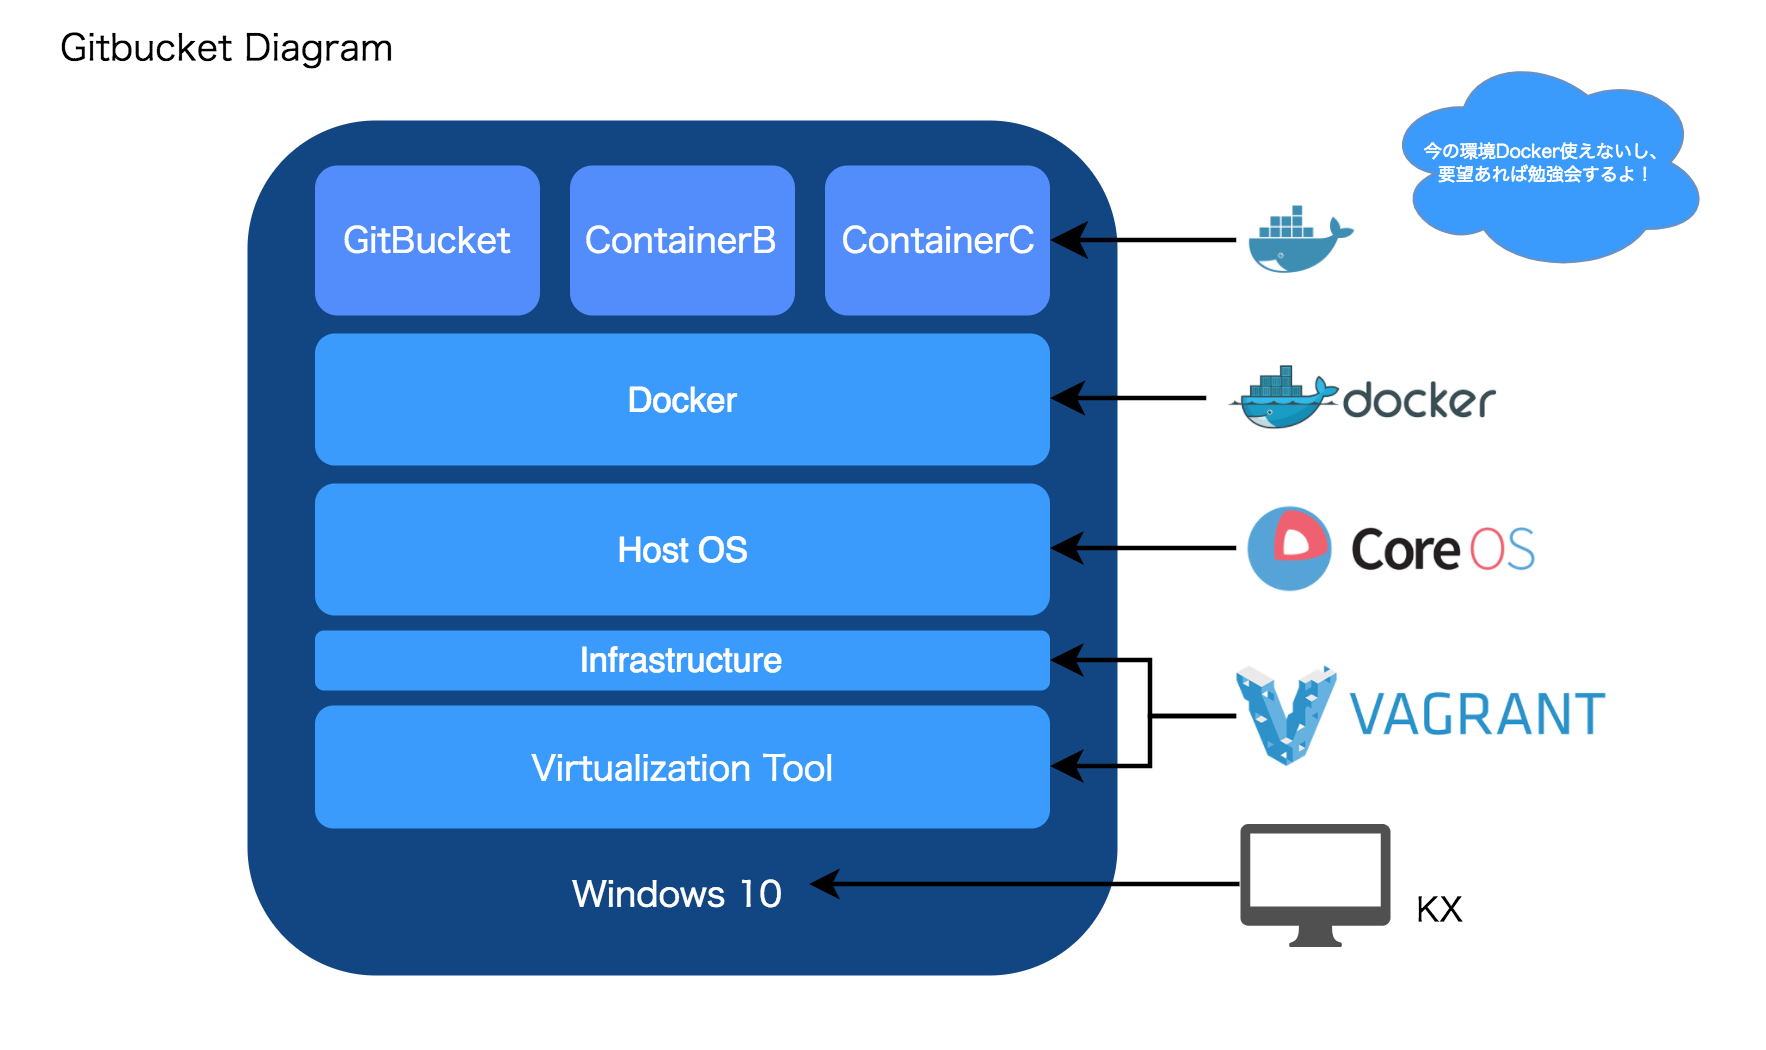 Gitbucket Diagram
今の環境Docker使えないし、
要望あれば勉強会するよ！
GitBucket
ContainerB
ContainerC
Docker
docker
Host OS
Core OS
Infrastructure
VAGRANT
Virtualization Tool
Windows 10
KX